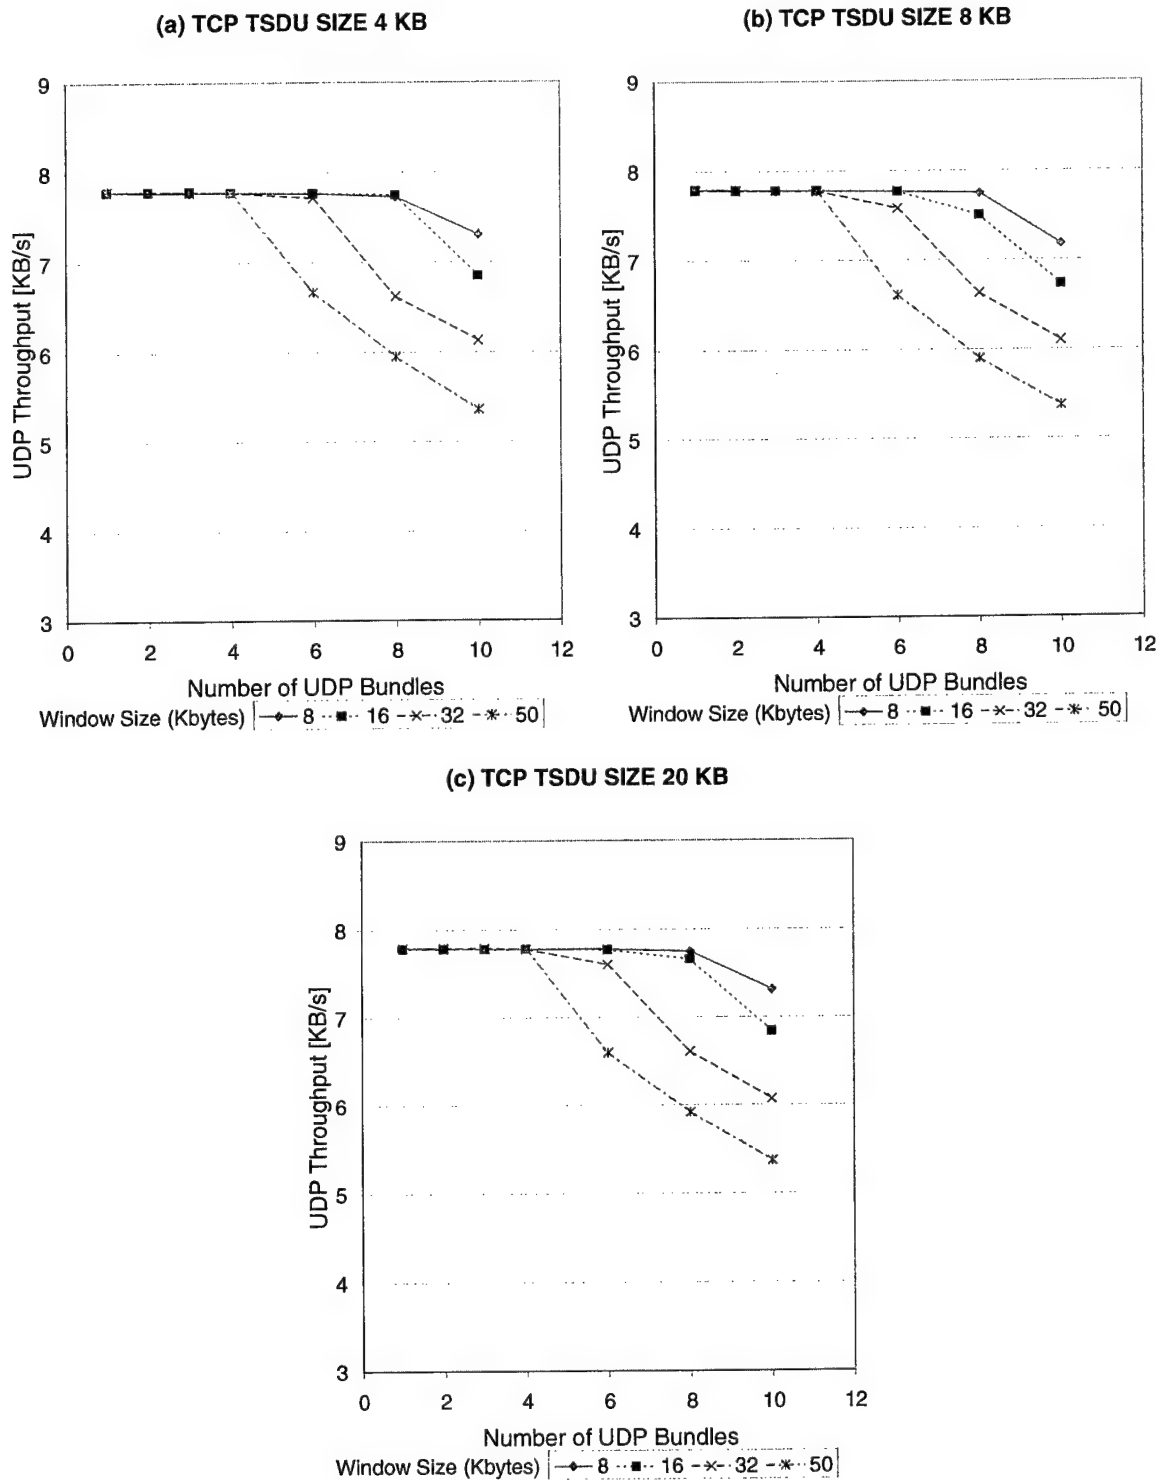 (a) TCP TSDU SIZE 4 KB
9
8
7
6
5
4
3
0 2 4 6 8 10 12
UDP Throughput [KB/s]
Number of UDP Bundles
Window Size (Kbytes) 8 16 32 50
(b) TCP TSDU SIZE 8 KB
9
8
7
6
5
4
3
0 2 4 6 8 10 12
UDP Throughput [KB/s]
Number of UDP Bundles
Window Size (Kbytes) 8 16 32 50
(c) TCP TSDU SIZE 20 KB
9
8
7
6
5
4
3
0 2 4 6 8 10 12
UDP Throughput [KB/s]
Number of UDP Bundles
Window Size (Kbytes) 8 16 32 50